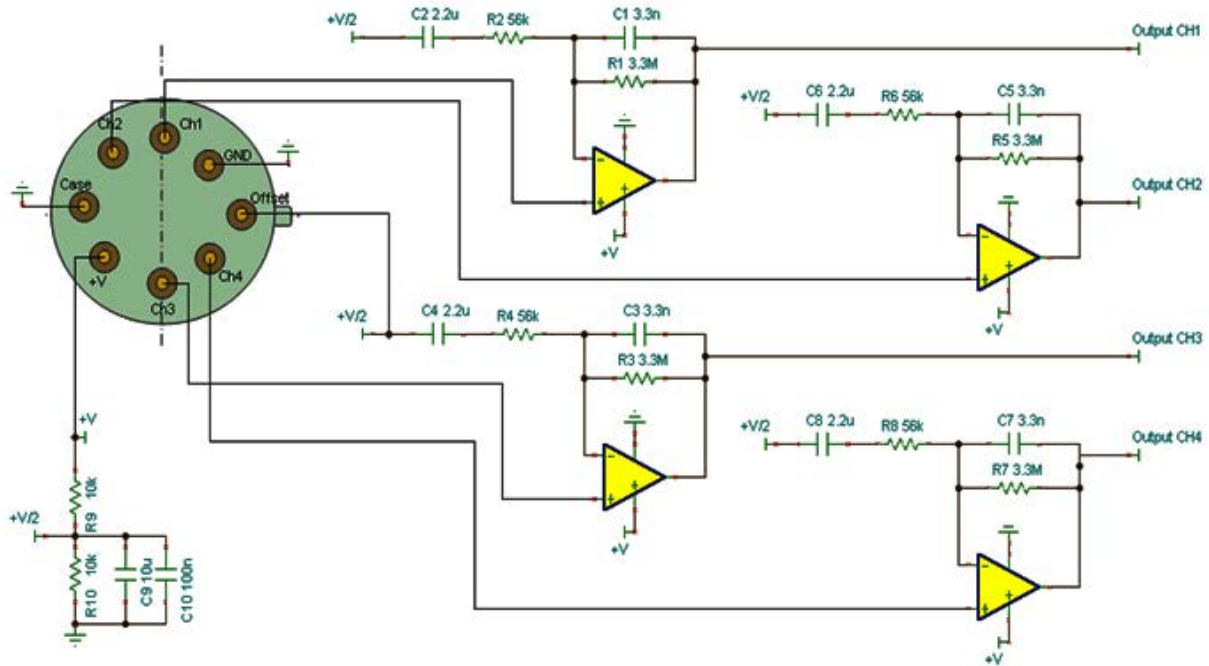 +V/2
C2 2.2u
R2 56k
C1 3.3n
R1 3.3M
Output CH1
+V/2
C6 2.2u
R6 56k
C5 3.3n
R5 3.3M
Output CH2
Ch2
Ch1
GND
Case
Offset
+V
Ch3
Ch4
-
+
+
+V
-
+
+
+V
+V/2
C4 2.2u
R4 56k
C3 3.3n
R3 3.3M
Output CH3
-
+
+
+V
+V/2
C8 2.2u
R8 56k
C7 3.3n
R7 3.3M
Output CH4
-
+
+
+V
+V
10k
R9
+V/2
10k
R10
C9 10u
C10 100n